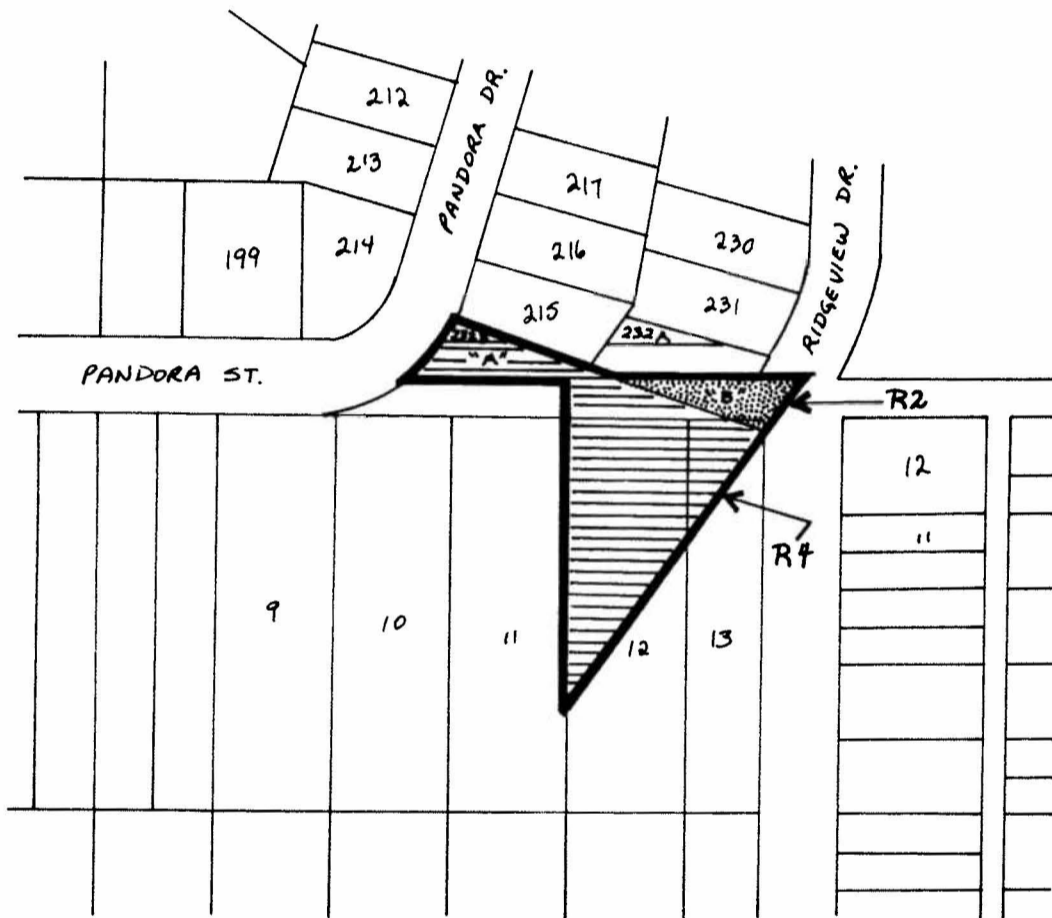 212
PANDORA DR.
213
217
RIDGEVIEW DR.
230
199
214
216
231
215
232A
"A"
PANDORA ST.
"B"
R2
12
11
R4
9
10
11
12
13